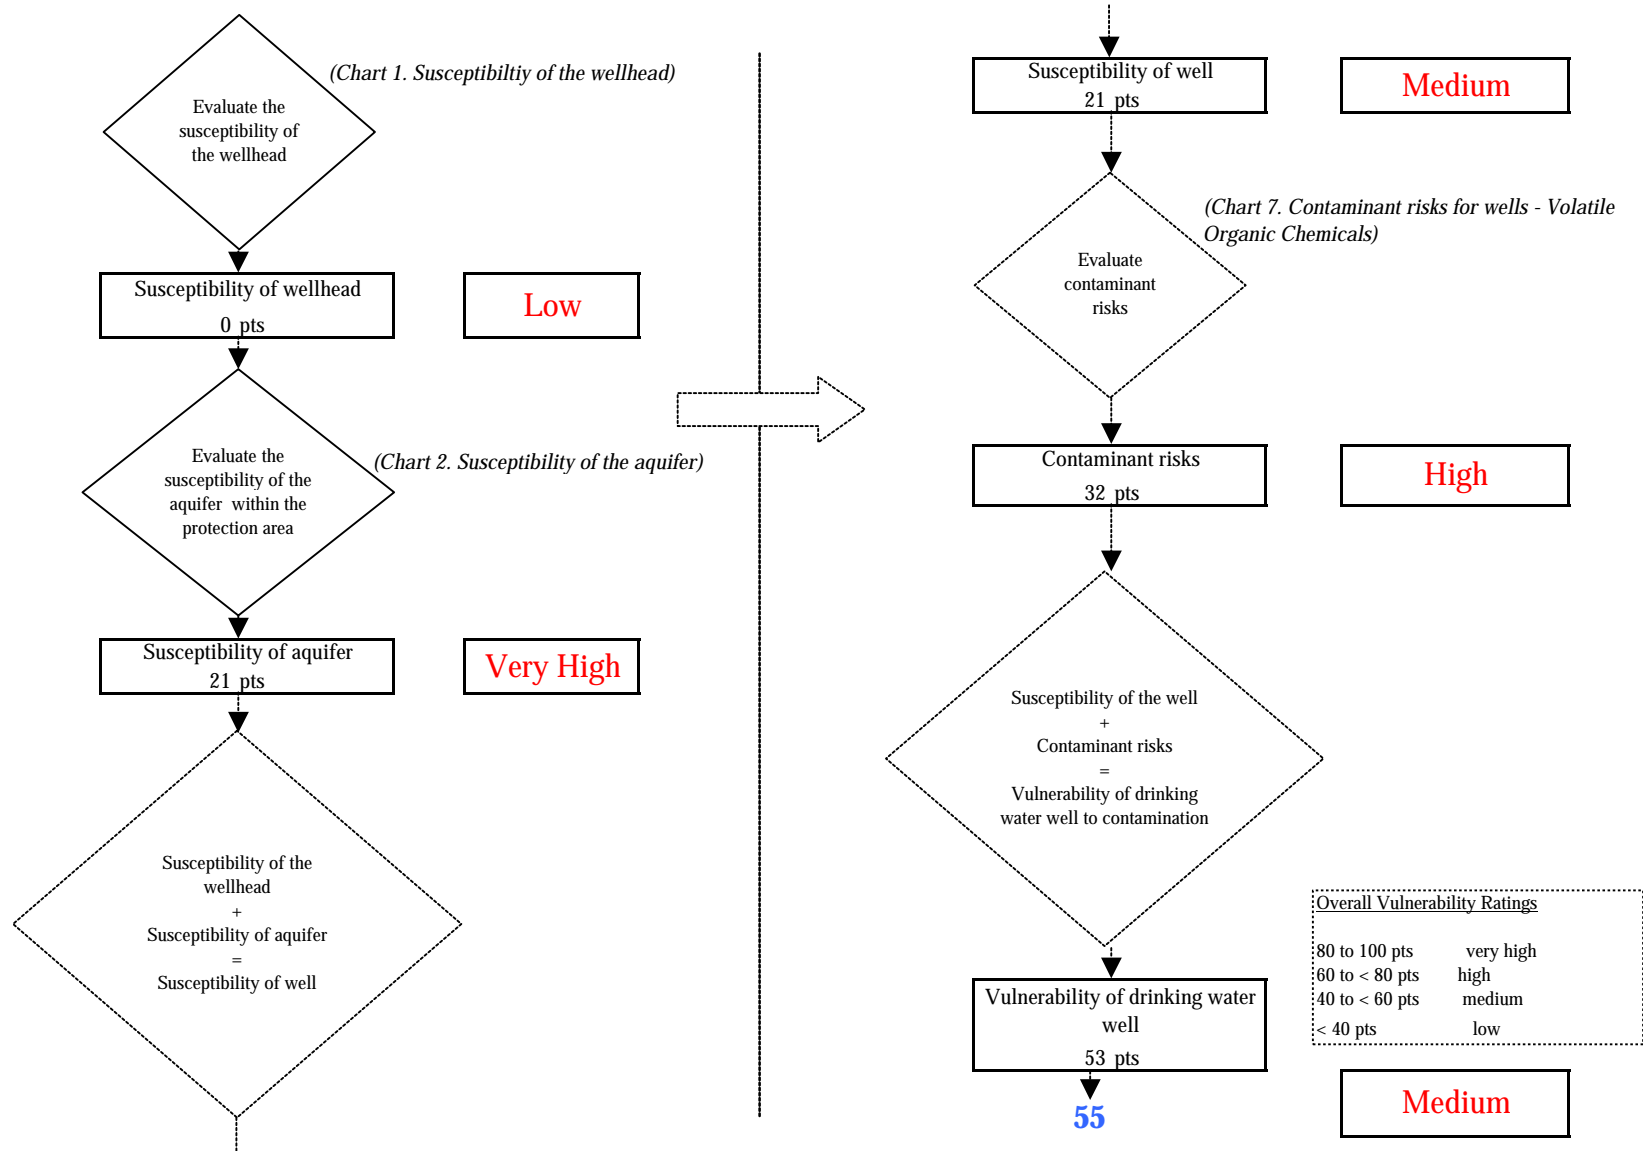 (Chart 1. Susceptibiltiy of the wellhead)
Evaluate the
susceptibility of
the wellhead
Susceptibility of wellhead
0 pts
Low
Evaluate the
susceptibility of the
aquifer within the
protection area
(Chart 2. Susceptibility of the aquifer)
Susceptibility of aquifer
21 pts
Very High
Susceptibility of the
wellhead
+
Susceptibility of aquifer
=
Susceptibility of well
Susceptibility of well
21 pts
Medium
(Chart 7. Contaminant risks for wells - Volatile
Organic Chemicals)
Evaluate
contaminant
risks
Contaminant risks
32 pts
High
Susceptibility of the well
+
Contaminant risks
=
Vulnerability of drinking
water well to contamination
Overall Vulnerability Ratings
80 to 100 pts very high
60 to < 80 pts high
40 to < 60 pts medium
< 40 pts low
Vulnerability of drinking water
well
53 pts
55
Medium